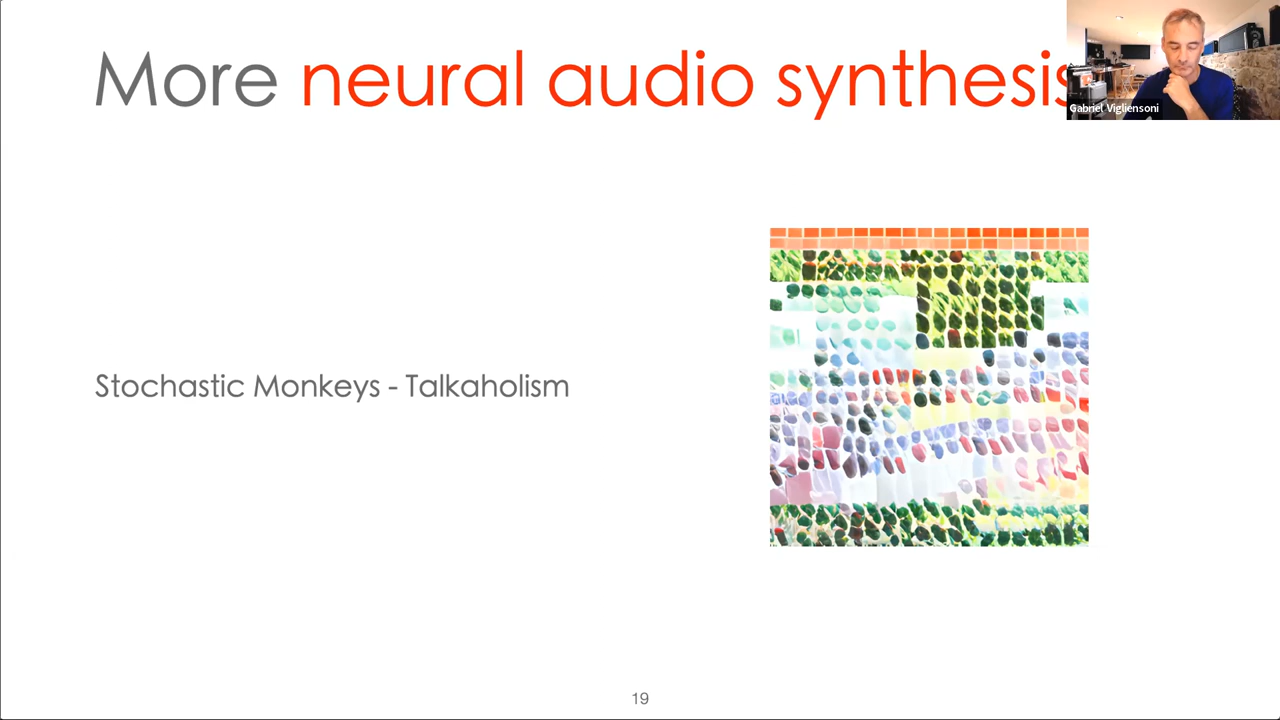 More neural audio synthesis
Gabriel Vigliensoni
Stochastic Monkeys - Talkaholism
19